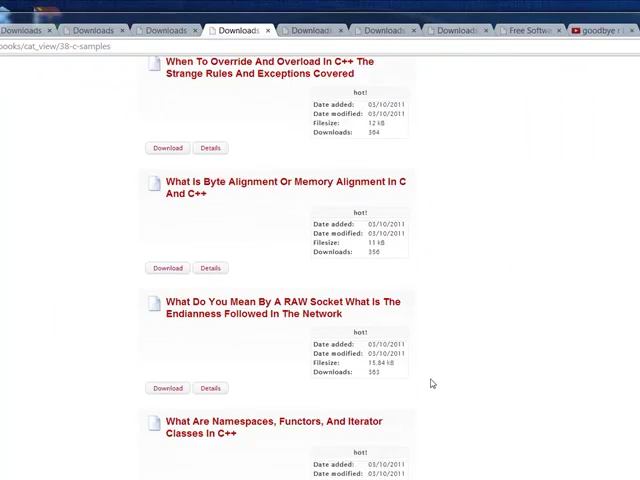 Downloads × Downloads × Downloads × Downloads × Downloads × Downloads × Downloads × Free Softw × goodbye r
ooks/cat_view/38-c-samples
When To Override And Overload In C++ The
Strange Rules And Exceptions Covered
hot!
Date added: 03/10/2011
Date modified: 03/10/2011
Filesize: 12 kB
Downloads: 364
Download Details
What Is Byte Alignment Or Memory Alignment In C
And C++
hot!
Date added: 03/10/2011
Date modified: 03/10/2011
Filesize: 11 kB
Downloads: 356
Download Details
What Do You Mean By A RAW Socket What Is The
Endianness Followed In The Network
hot!
Date added: 03/10/2011
Date modified: 03/10/2011
Filesize: 15.84 kB
Downloads: 363
Download Details
What Are Namespaces, Functors, And Iterator
Classes In C++
hot!
Date added: 03/10/2011
Date modified: 03/10/2011